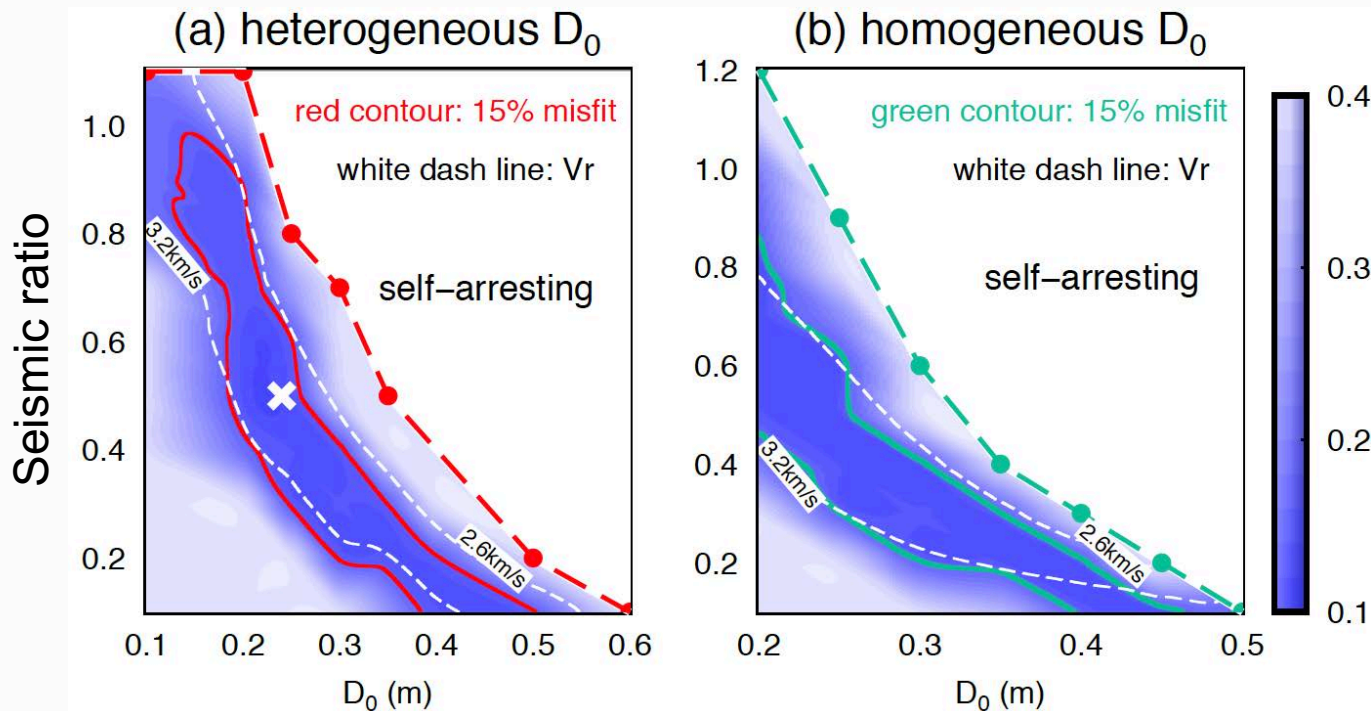 (a) heterogeneous D₀
(b) homogeneous D₀
red contour: 15% misfit
white dash line: Vr
self−arresting
3.2km/s
2.6km/s
Seismic ratio
1.0
0.8
0.6
0.4
0.2
0.1 0.2 0.3 0.4 0.5 0.6
D₀ (m)
green contour: 15% misfit
white dash line: Vr
self−arresting
3.2km/s
2.6km/s
1.2
1.0
0.8
0.6
0.4
0.2
0.2 0.3 0.4 0.5
D₀ (m)
0.4
0.3
0.2
0.1